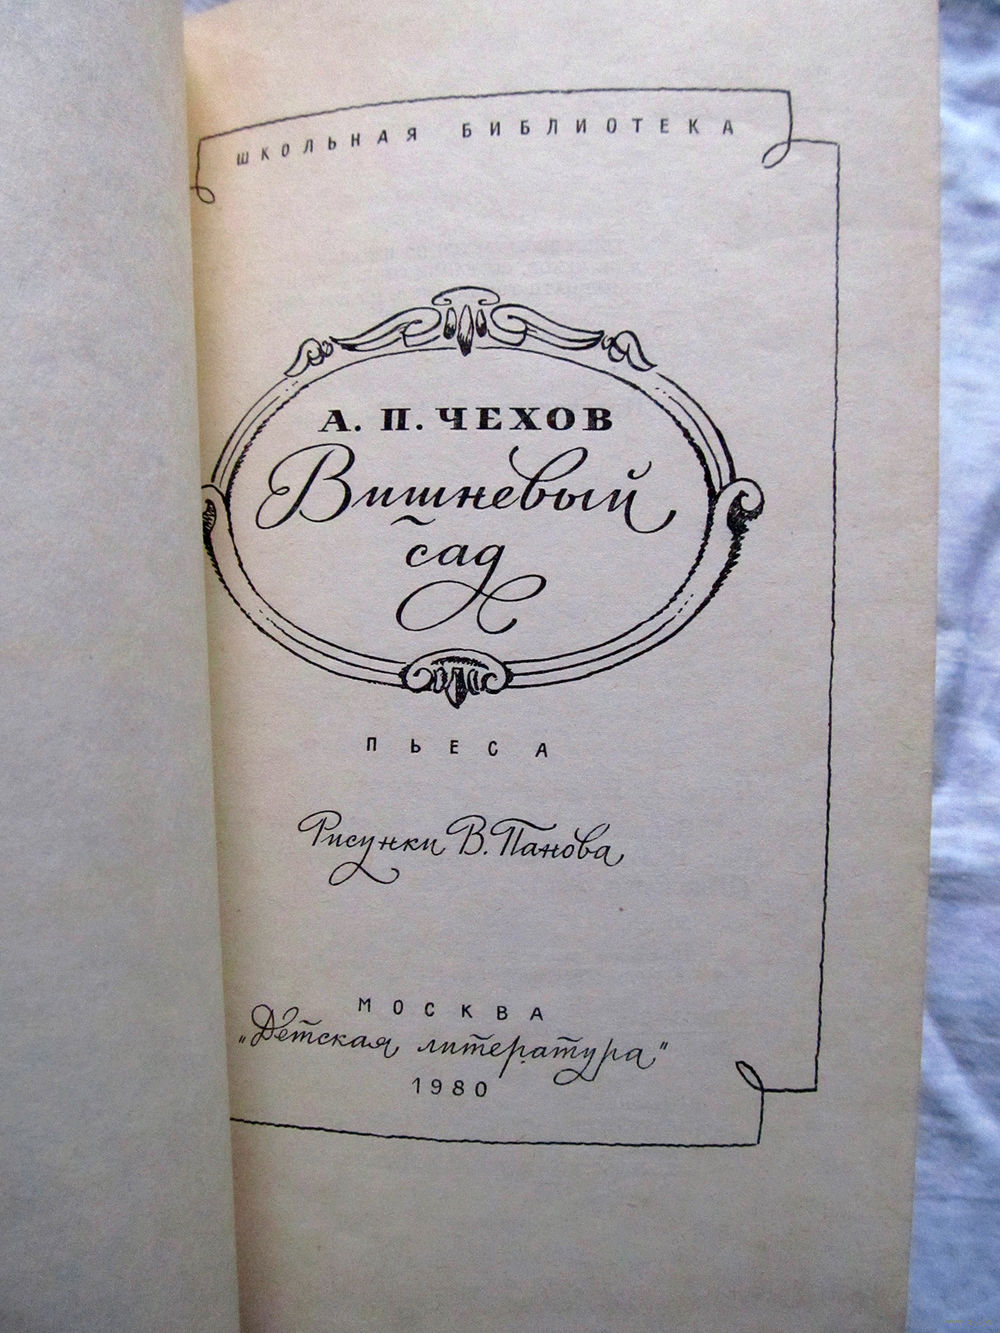 ШКОЛЬНАЯ БИБЛИОТЕКА
А. П. ЧЕХОВ
Вишневый
сад
ПЬЕСА
Рисунки В. Панова
МОСКВА
„Детская литература"
1980